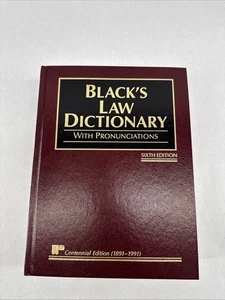 BLACK'S
LAW
DICTIONARY
WITH PRONUNCIATIONS
SIXTH EDITION
Centennial Edition (1891-1991)